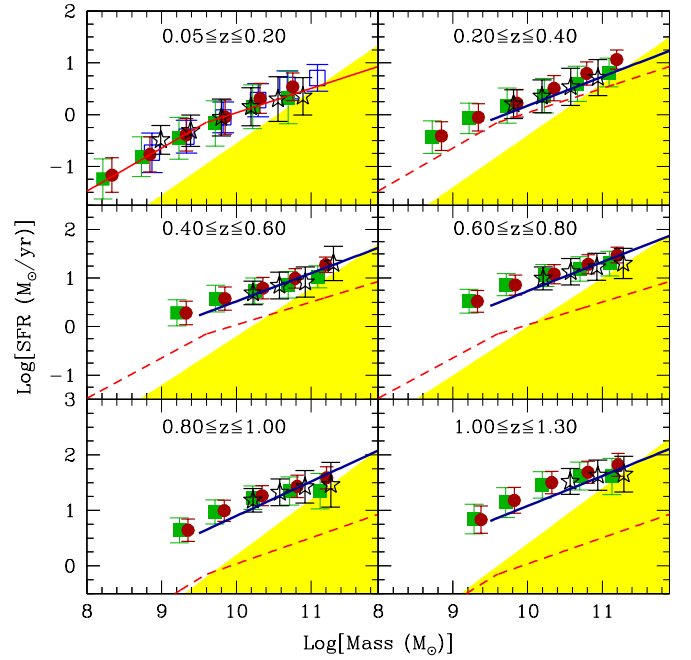 0.05≦z≦0.20
0.20≦z≦0.40
2
1
0
-1
0.40≦z≦0.60
0.60≦z≦0.80
2
1
0
-1
3
0.80≦z≦1.00
1.00≦z≦1.30
2
1
0
8 9 10 11 8 9 10 11
Log[SFR (M⊙/yr)]
Log[Mass (M⊙)]